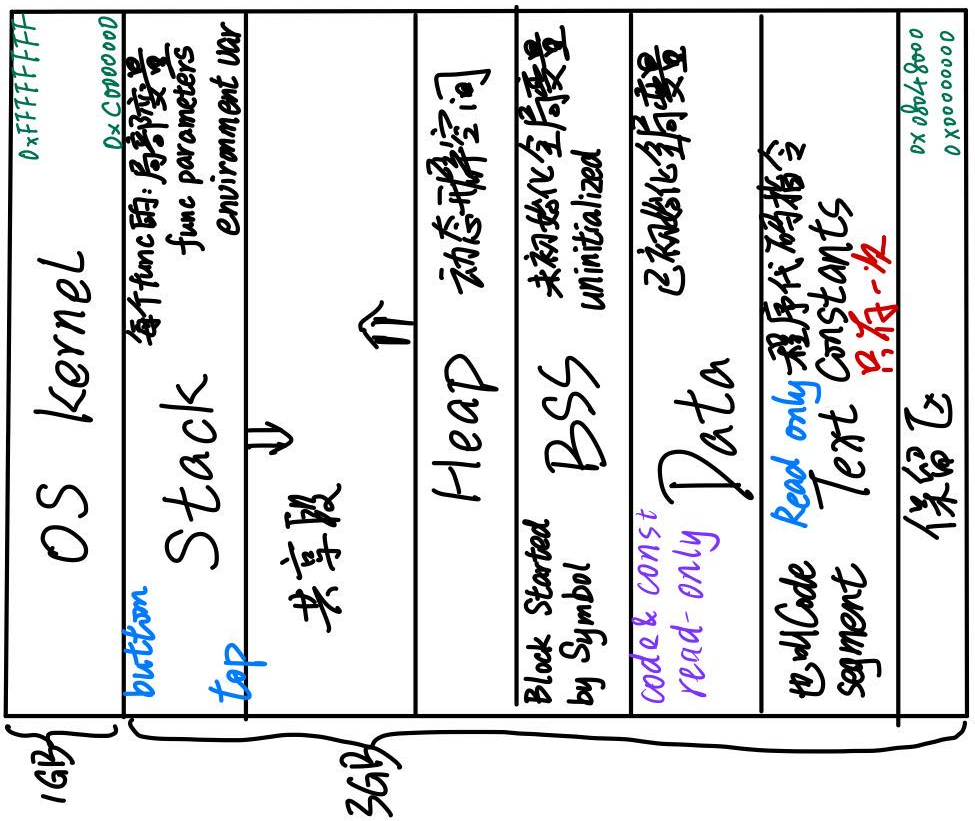 OS kernel
0xFFFFFFFF
0xC0000000
1GB
button
Stack
每个func的:局部变量
func parameters
environment var
top
共享段
3GB
Heap
动态开辟空间
Block Started
by Symbol
BSS
未初始化全局变量
uninitialized
code & const
read-only
Data
已初始化全局变量
也叫Code
segment
Read only
Text
程序代码指令
Constants
只存一次
保留区
0x08048000
0x00000000